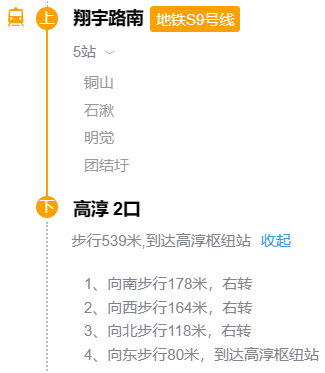 上 翔宇路南 地铁S9号线
5站
铜山
石湫
明觉
团结圩
下 高淳 2口
步行539米,到达高淳枢纽站 收起
1、向南步行178米，右转
2、向西步行164米，右转
3、向北步行118米，右转
4、向东步行80米，到达高淳枢纽站